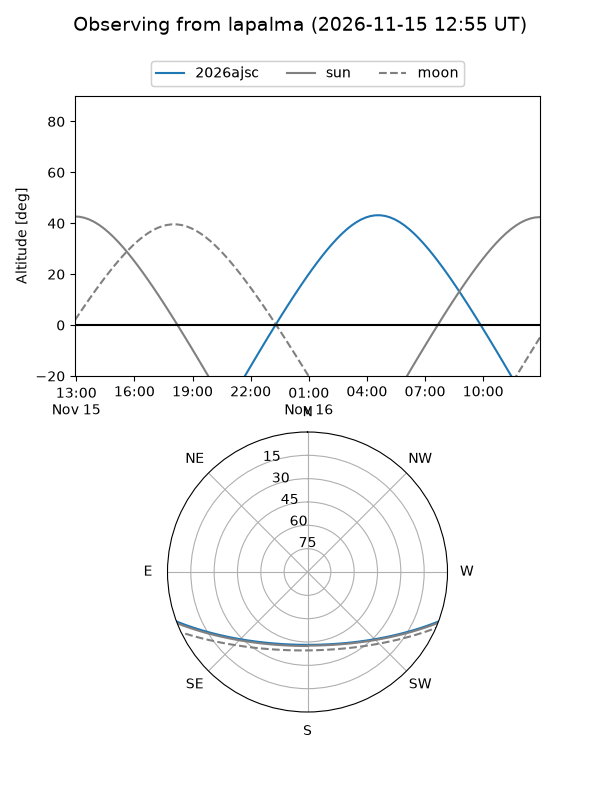 Observing from lapalma (2026-11-15 12:55 UT)
2026ajsc sun moon
Altitude [deg]
80
60
40
20
0
−20
13:00 16:00 19:00 22:00 01:00 04:00 07:00 10:00
Nov 15 Nov 16
N
NE NW
15
30
45
60
75
E W
SE SW
S